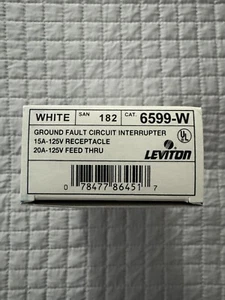 WHITE SAN 182 CAT. 6599-W
GROUND FAULT CIRCUIT INTERRUPTER
15A-125V RECEPTACLE
20A-125V FEED THRU
UL
LEVITON
0 78477 86451 7